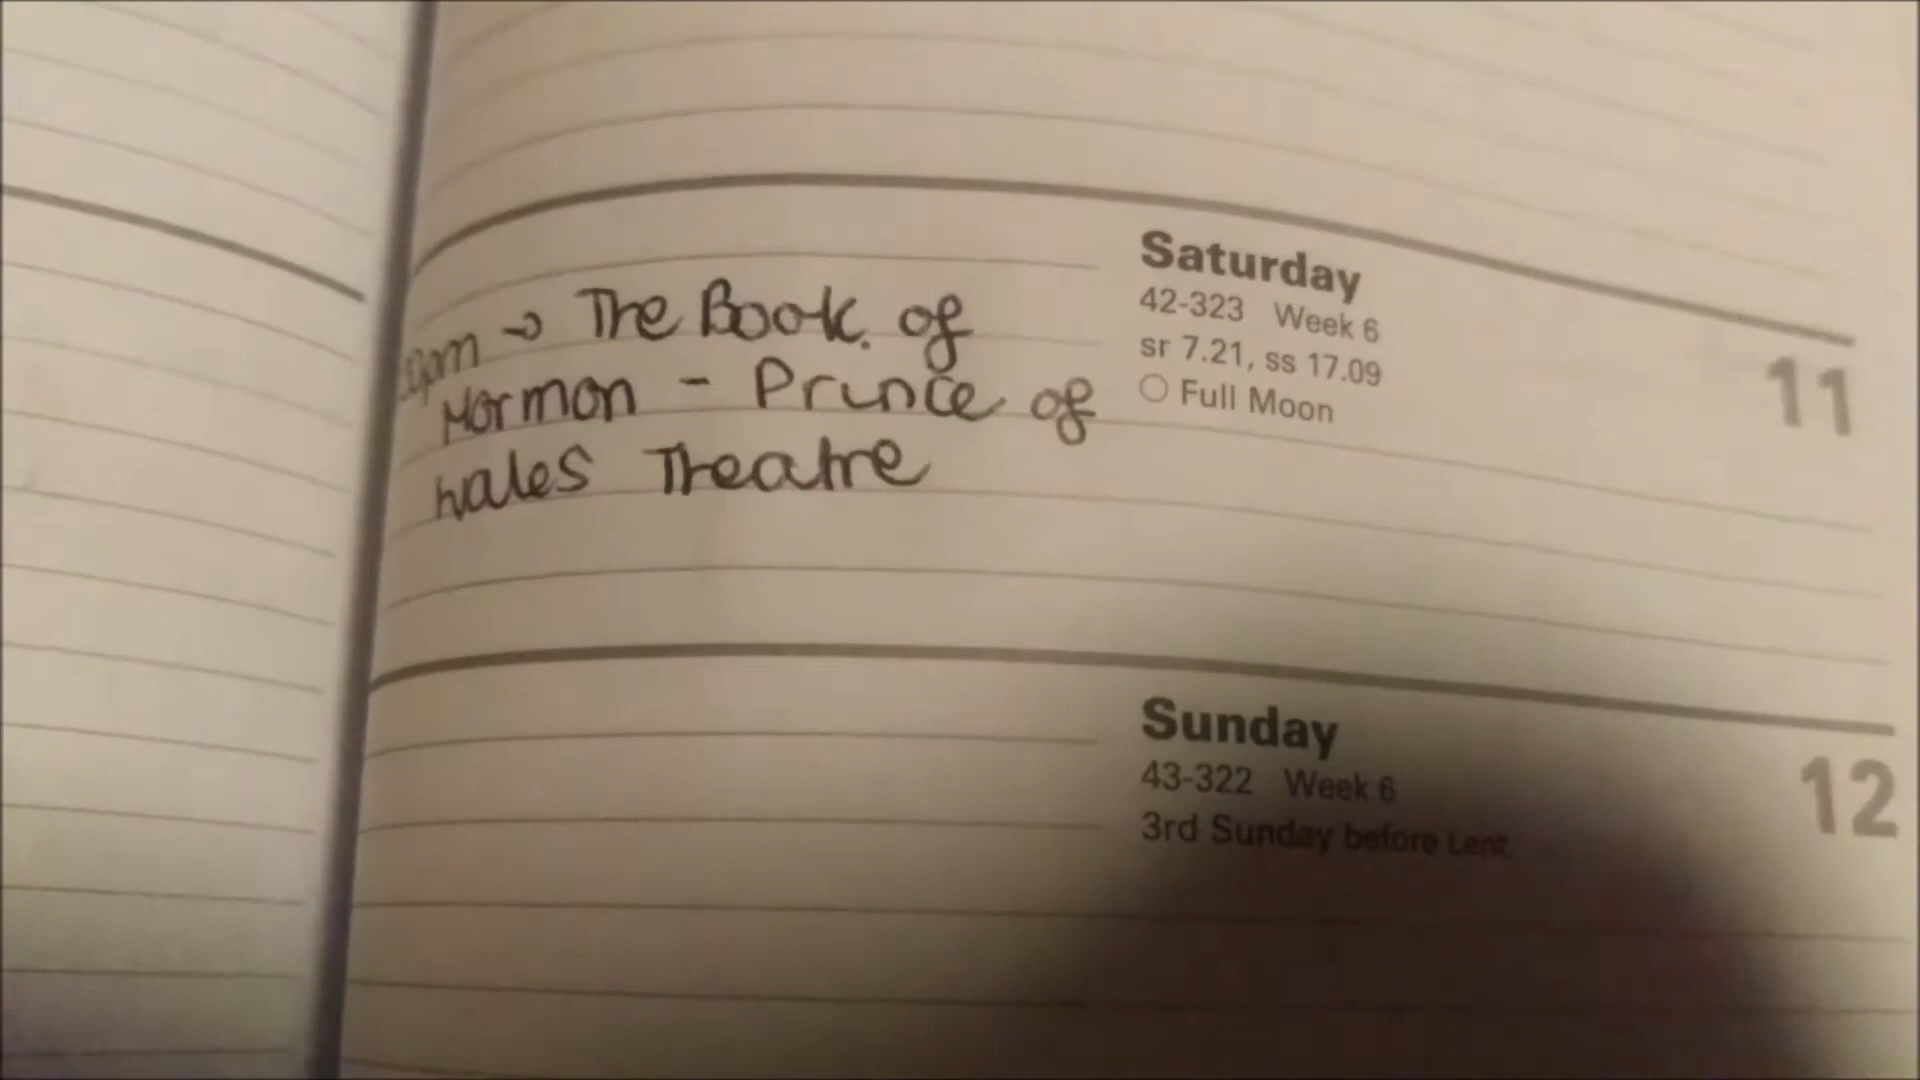 Saturday
42-323 Week 6
sr 7.21, ss 17.09
Full Moon
11
→ The Book of
Mormon - Prince of
Wales Theatre
Sunday
43-322 Week 6
3rd Sunday before Lent
12